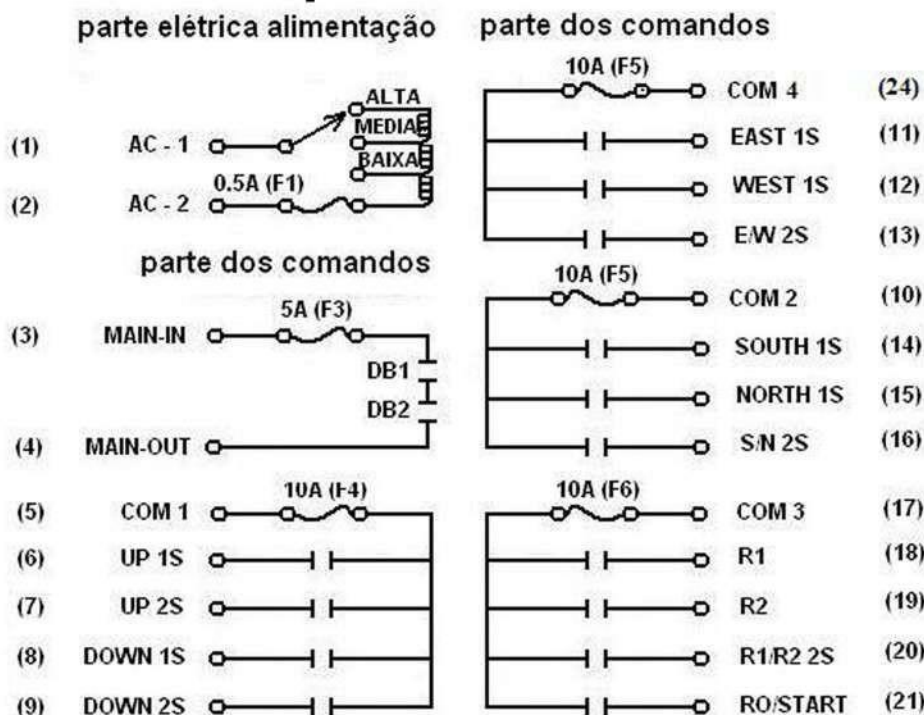 parte elétrica alimentação
ALTA
MEDIA
BAIXA
(1) AC - 1
0.5A (F1)
(2) AC - 2
parte dos comandos
5A (F3)
(3) MAIN-IN
DB1
DB2
(4) MAIN-OUT
10A (F4)
(5) COM 1
(6) UP 1S
(7) UP 2S
(8) DOWN 1S
(9) DOWN 2S
parte dos comandos
10A (F5)
COM 4 (24)
EAST 1S (11)
WEST 1S (12)
E/W 2S (13)
10A (F5)
COM 2 (10)
SOUTH 1S (14)
NORTH 1S (15)
S/N 2S (16)
10A (F6)
COM 3 (17)
R1 (18)
R2 (19)
R1/R2 2S (20)
RO/START (21)